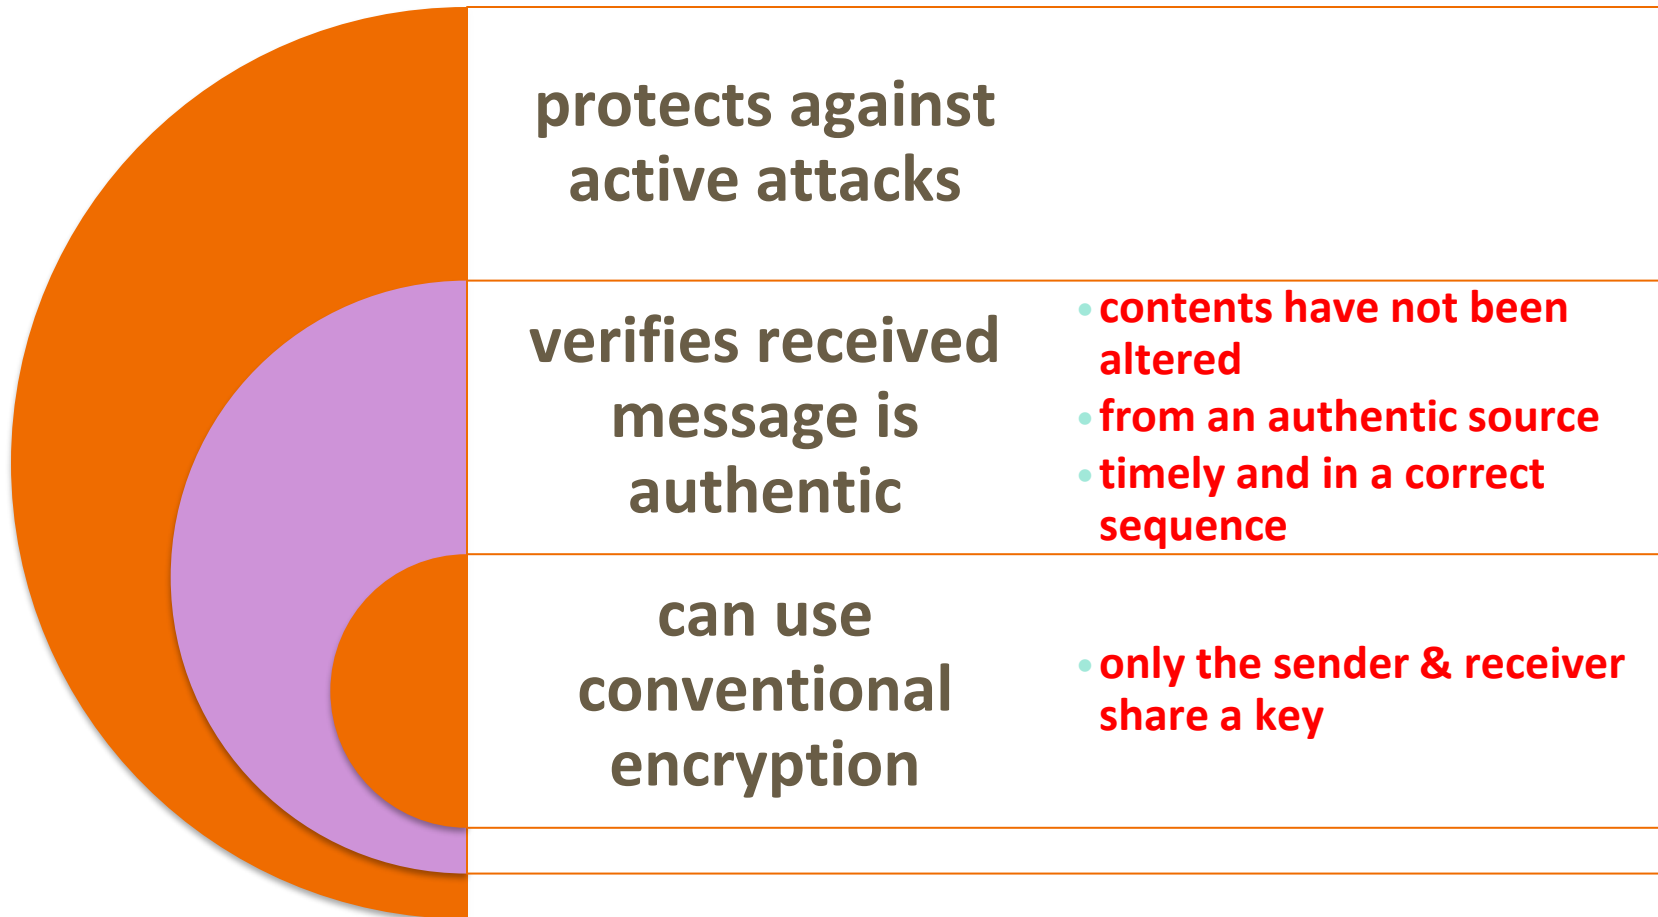 protects against
active attacks
verifies received
message is
authentic
• contents have not been
altered
• from an authentic source
• timely and in a correct
sequence
can use
conventional
encryption
• only the sender & receiver
share a key